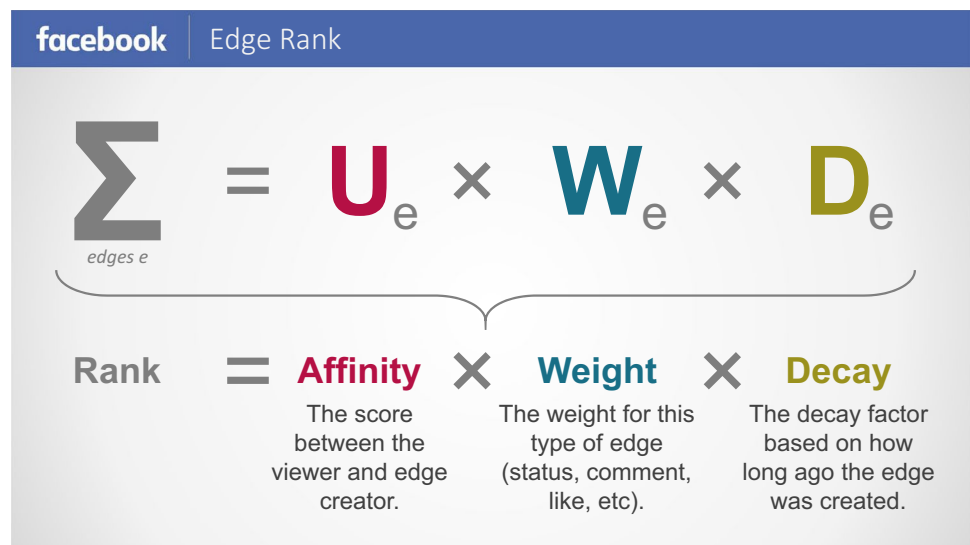 facebook Edge Rank
Σ = Ue × We × De
edges e
Rank = Affinity × Weight × Decay
The score
between the
viewer and edge
creator.
The weight for this
type of edge
(status, comment,
like, etc).
The decay factor
based on how
long ago the edge
was created.